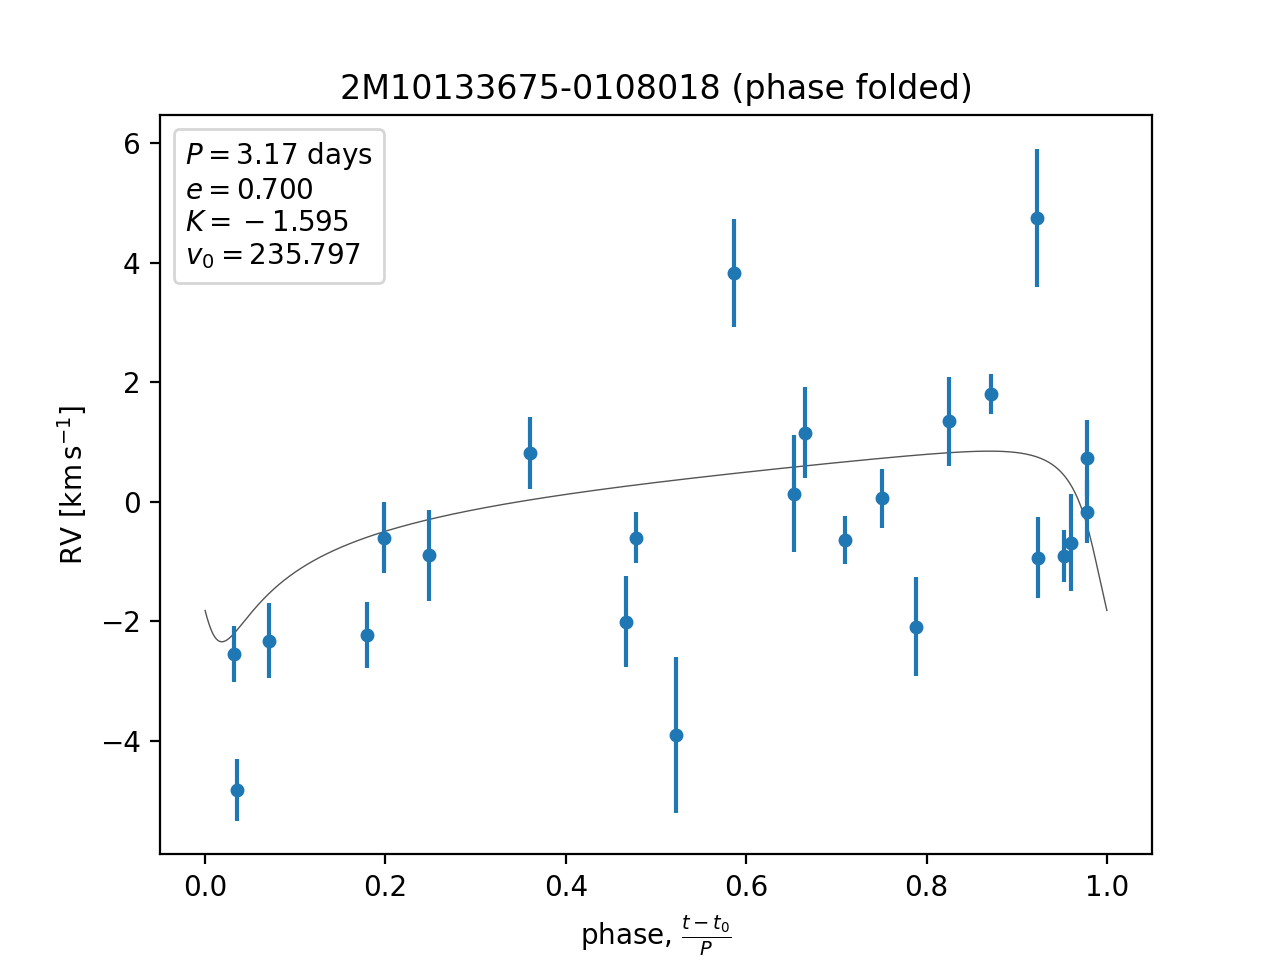 2M10133675-0108018 (phase folded)
P = 3.17 days
e = 0.700
K = −1.595
v₀ = 235.797
6
4
2
0
−2
−4
RV [km s⁻¹]
0.0 0.2 0.4 0.6 0.8 1.0
phase, (t − t₀)/P